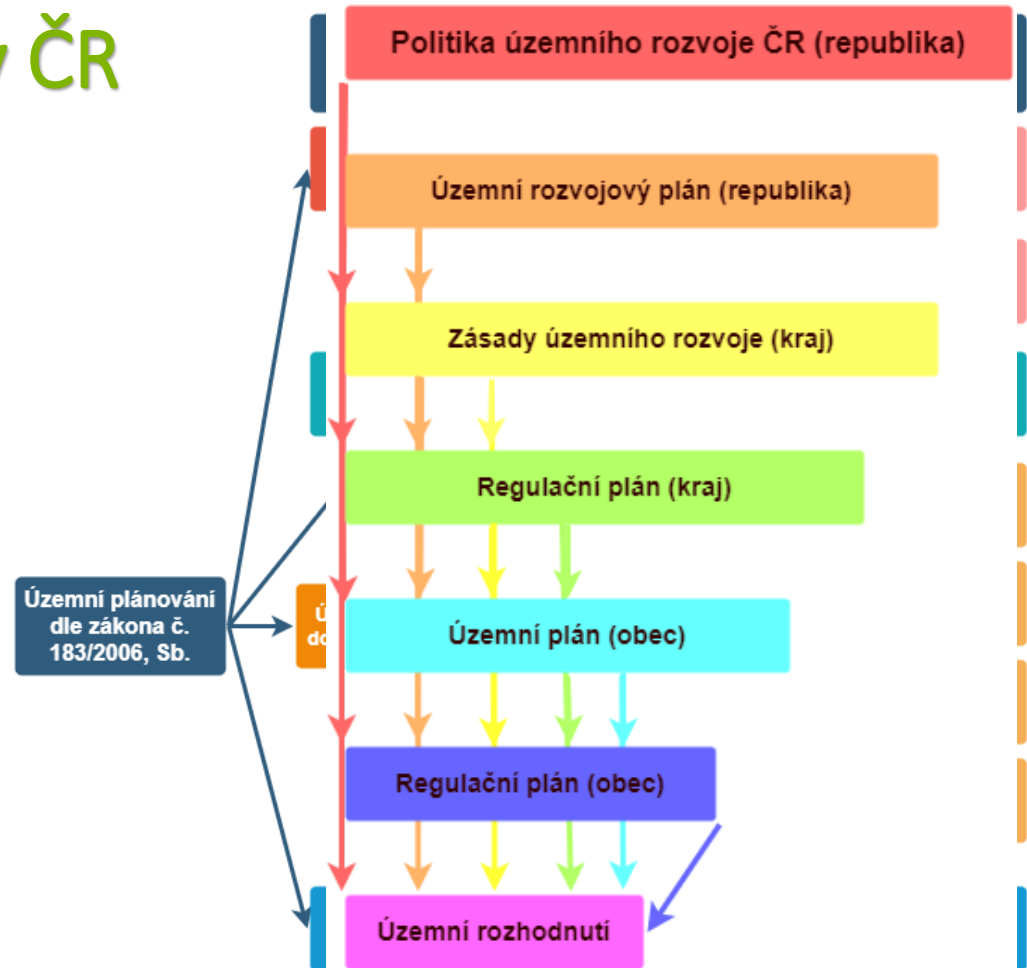 ČR
Politika územního rozvoje ČR (republika)
Územní rozvojový plán (republika)
Zásady územního rozvoje (kraj)
Regulační plán (kraj)
Územní plánování
dle zákona č.
183/2006, Sb.
Územní plán (obec)
Regulační plán (obec)
Územní rozhodnutí